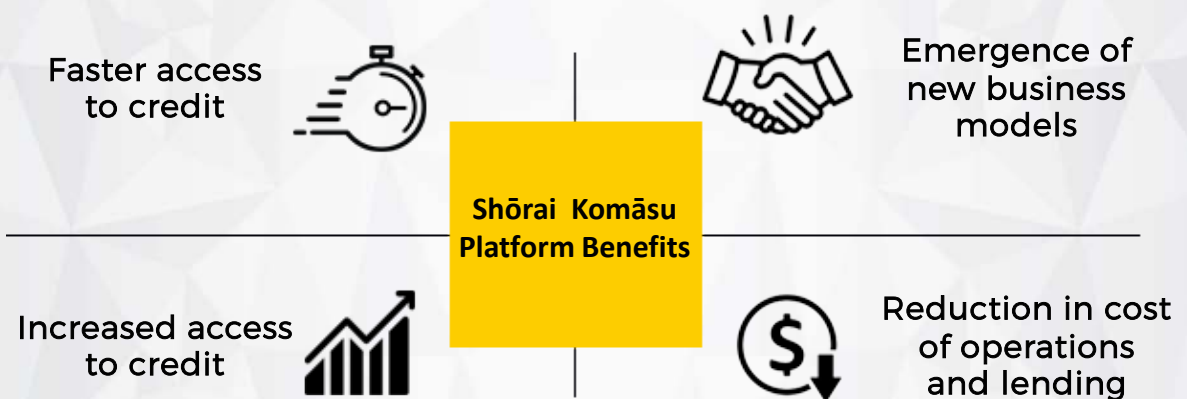 Faster access
to credit
Emergence of
new business
models
Shōrai Komāsu
Platform Benefits
Increased access
to credit
$
Reduction in cost
of operations
and lending